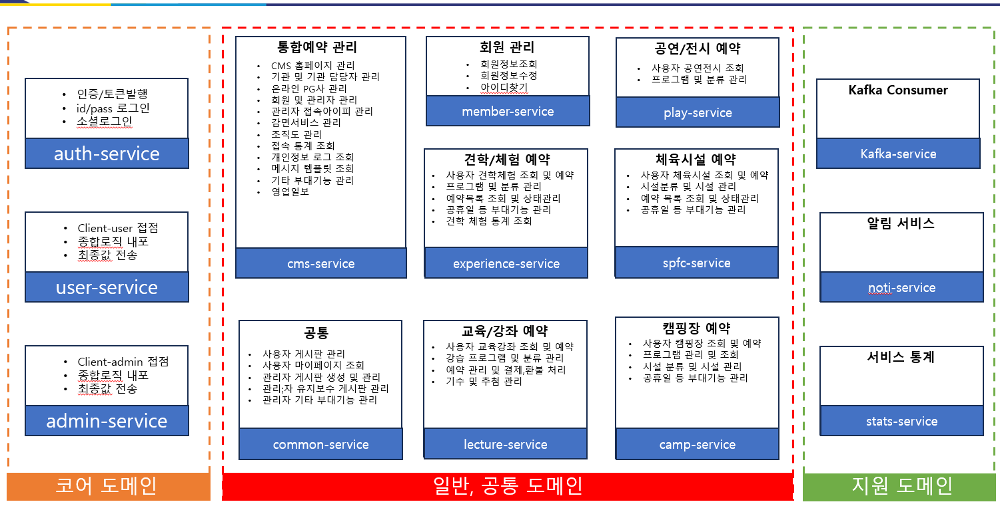 인증/토큰발행
id/pass 로그인
소셜로그인
auth-service
Client-user 접점
종합로직 내포
최종값 전송
user-service
Client-admin 접점
종합로직 내포
최종값 전송
admin-service
코어 도메인
통합예약 관리
CMS 홈페이지 관리
기관 및 기관 담당자 관리
온라인 PG사 관리
회원 및 관리자 관리
관리자 접속아이피 관리
감면서비스 관리
조직도 관리
접속 통계 조회
개인정보 로그 조회
메시지 템플릿 조회
기타 부대기능 관리
영업일보
cms-service
회원 관리
회원정보조회
회원정보수정
아이디찾기
member-service
공연/전시 예약
사용자 공연전시 조회
프로그램 및 분류 관리
play-service
견학/체험 예약
사용자 견학체험 조회 및 예약
프로그램 및 분류 관리
예약목록 조회 및 상태관리
공휴일 등 부대기능 관리
견학 체험 통계 조회
experience-service
체육시설 예약
사용자 체육시설 조회 및 예약
시설분류 및 시설 관리
예약 목록 조회 및 상태관리
공휴일 등 부대기능 관리
spfc-service
공통
사용자 게시판 관리
사용자 마이페이지 조회
관리자 게시판 생성 및 관리
관리;자 유지보수 게시판 관리
관리자 기타 부대기능 관리
common-service
교육/강좌 예약
사용자 교육강좌 조회 및 예약
강습 프로그램 및 분류 관리
예약 관리 및 결제,환불 처리
기수 및 추첨 관리
lecture-service
캠핑장 예약
사용자 캠핑장 조회 및 예약
프로그램 관리 및 조회
시설 분류 및 시설 관리
공휴일 등 부대기능 관리
camp-service
일반, 공통 도메인
Kafka Consumer
Kafka-service
알림 서비스
noti-service
서비스 통계
stats-service
지원 도메인